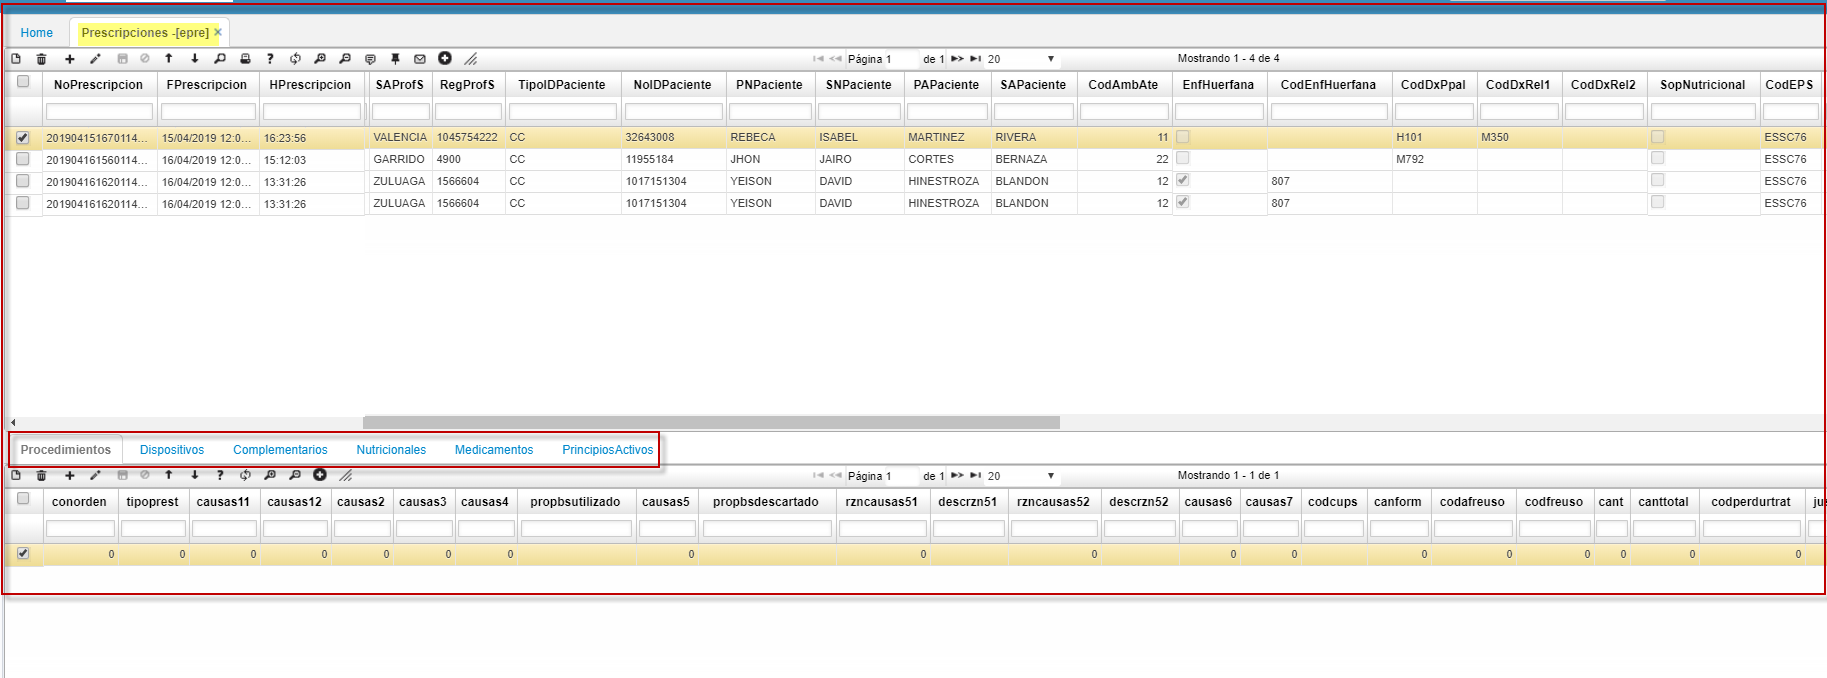 Home Prescripciones -[epre] ×
Página 1 de 1 20 Mostrando 1 - 4 de 4
NoPrescripcion FPrescripcion HPrescripcion SAProfS RegProfS TipoIDPaciente NoIDPaciente PNPaciente SNPaciente PAPaciente SAPaciente CodAmbAte EnfHuerfana CodEnfHuerfana CodDxPpal CodDxRel1 CodDxRel2 SopNutricional CodEPS
201904151670114... 15/04/2019 12:0... 16:23:56 VALENCIA 1045754222 CC 32643008 REBECA ISABEL MARTINEZ RIVERA 11 H101 M350 ESSC76
201904161560114... 16/04/2019 12:0... 15:12:03 GARRIDO 4900 CC 11955184 JHON JAIRO CORTES BERNAZA 22 M792 ESSC76
201904161620114... 16/04/2019 12:0... 13:31:26 ZULUAGA 1566604 CC 1017151304 YEISON DAVID HINESTROZA BLANDON 12 807 ESSC76
201904161620114... 16/04/2019 12:0... 13:31:26 ZULUAGA 1566604 CC 1017151304 YEISON DAVID HINESTROZA BLANDON 12 807 ESSC76
Procedimientos Dispositivos Complementarios Nutricionales Medicamentos PrincipiosActivos
Página 1 de 1 20 Mostrando 1 - 1 de 1
conorden tipoprest causas11 causas12 causas2 causas3 causas4 propbsutilizado causas5 propbsdescartado rzncausas51 descrzn51 rzncausas52 descrzn52 causas6 causas7 codcups canform codafreuso codfreuso cant canttotal codperdurtrat
0 0 0 0 0 0 0 0 0 0 0 0 0 0 0 0 0 0